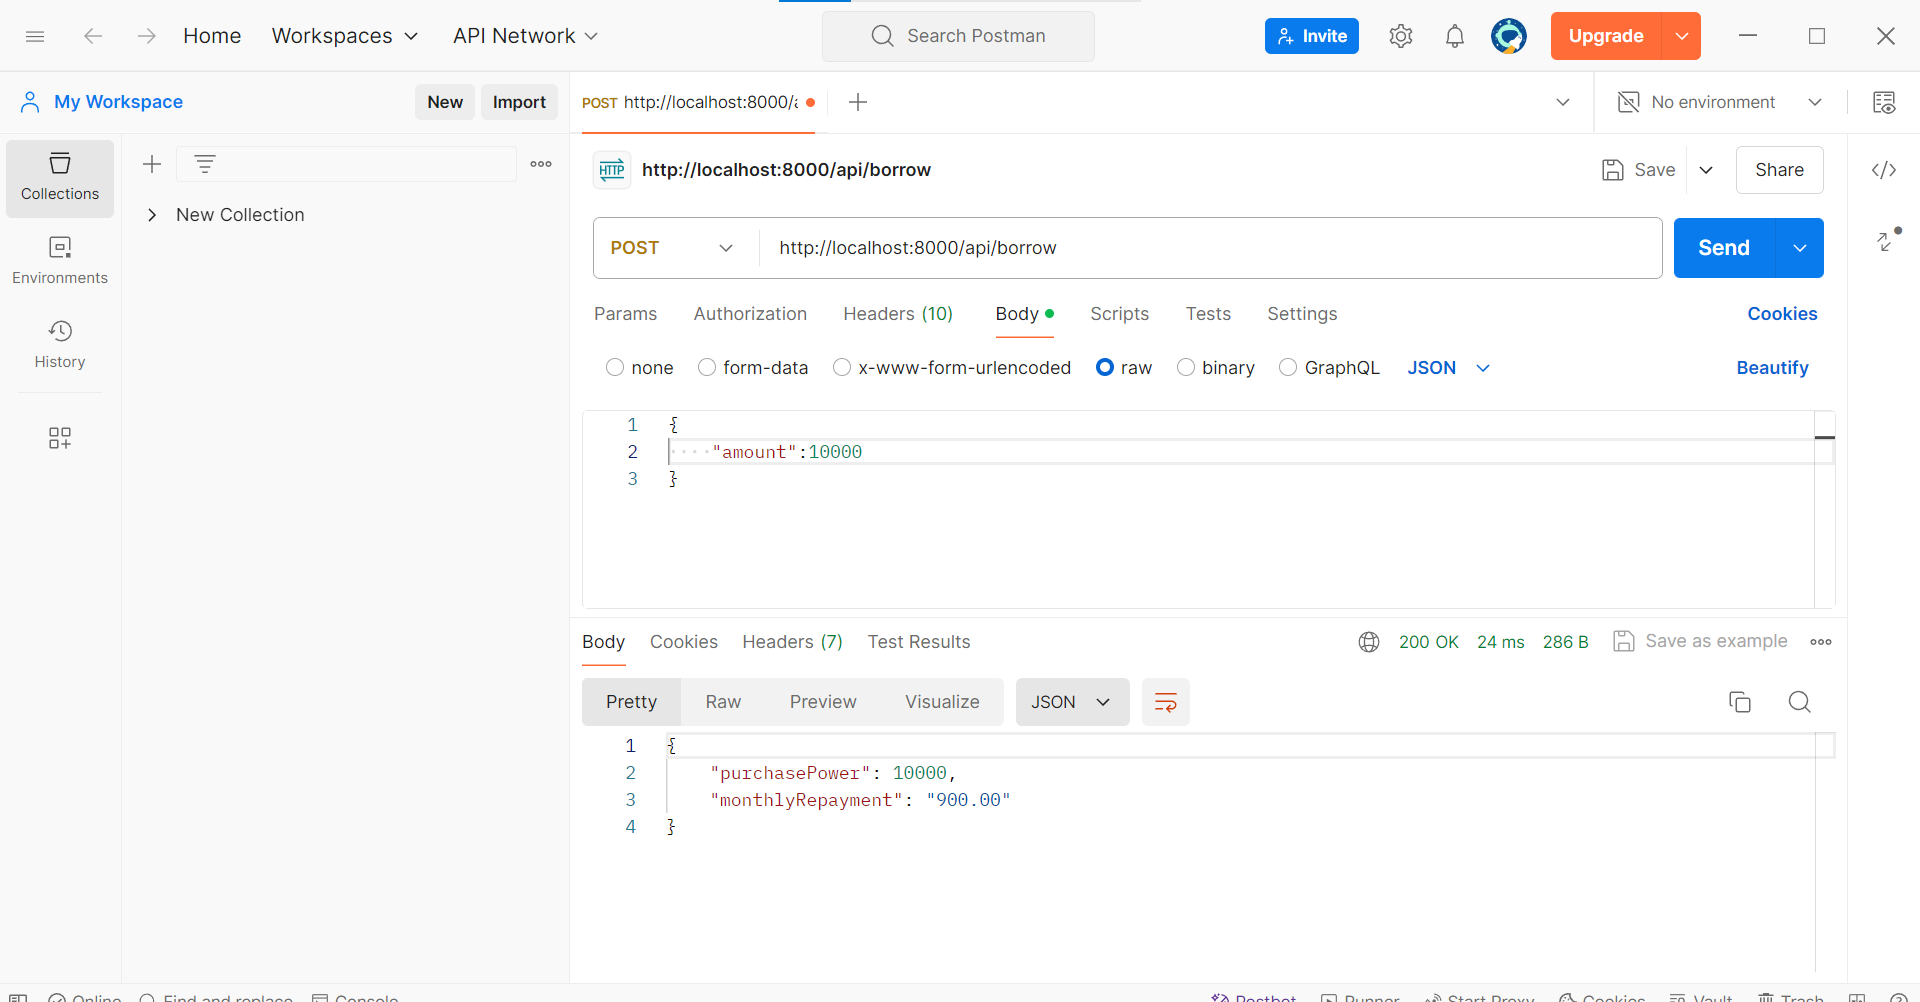 Home Workspaces API Network Search Postman Invite Upgrade
My Workspace New Import POST http://localhost:8000/a No environment
Collections
New Collection
Environments
History
HTTP http://localhost:8000/api/borrow Save Share
POST http://localhost:8000/api/borrow Send
Params Authorization Headers (10) Body Scripts Tests Settings Cookies
none form-data x-www-form-urlencoded raw binary GraphQL JSON Beautify
1 {
2 "amount":10000
3 }
Body Cookies Headers (7) Test Results 200 OK 24 ms 286 B Save as example
Pretty Raw Preview Visualize JSON
1 {
2 "purchasePower": 10000,
3 "monthlyRepayment": "900.00"
4 }
Online Find and replace Console Postbot Runner Start Proxy Cookies Vault Trash